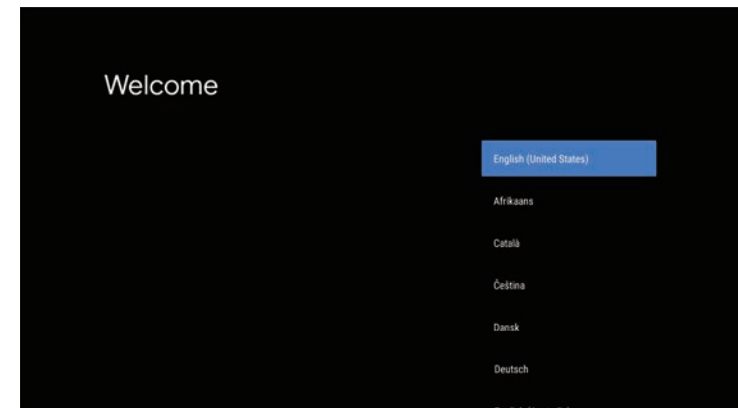 Welcome
English (United States)
Afrikaans
Català
Čeština
Dansk
Deutsch